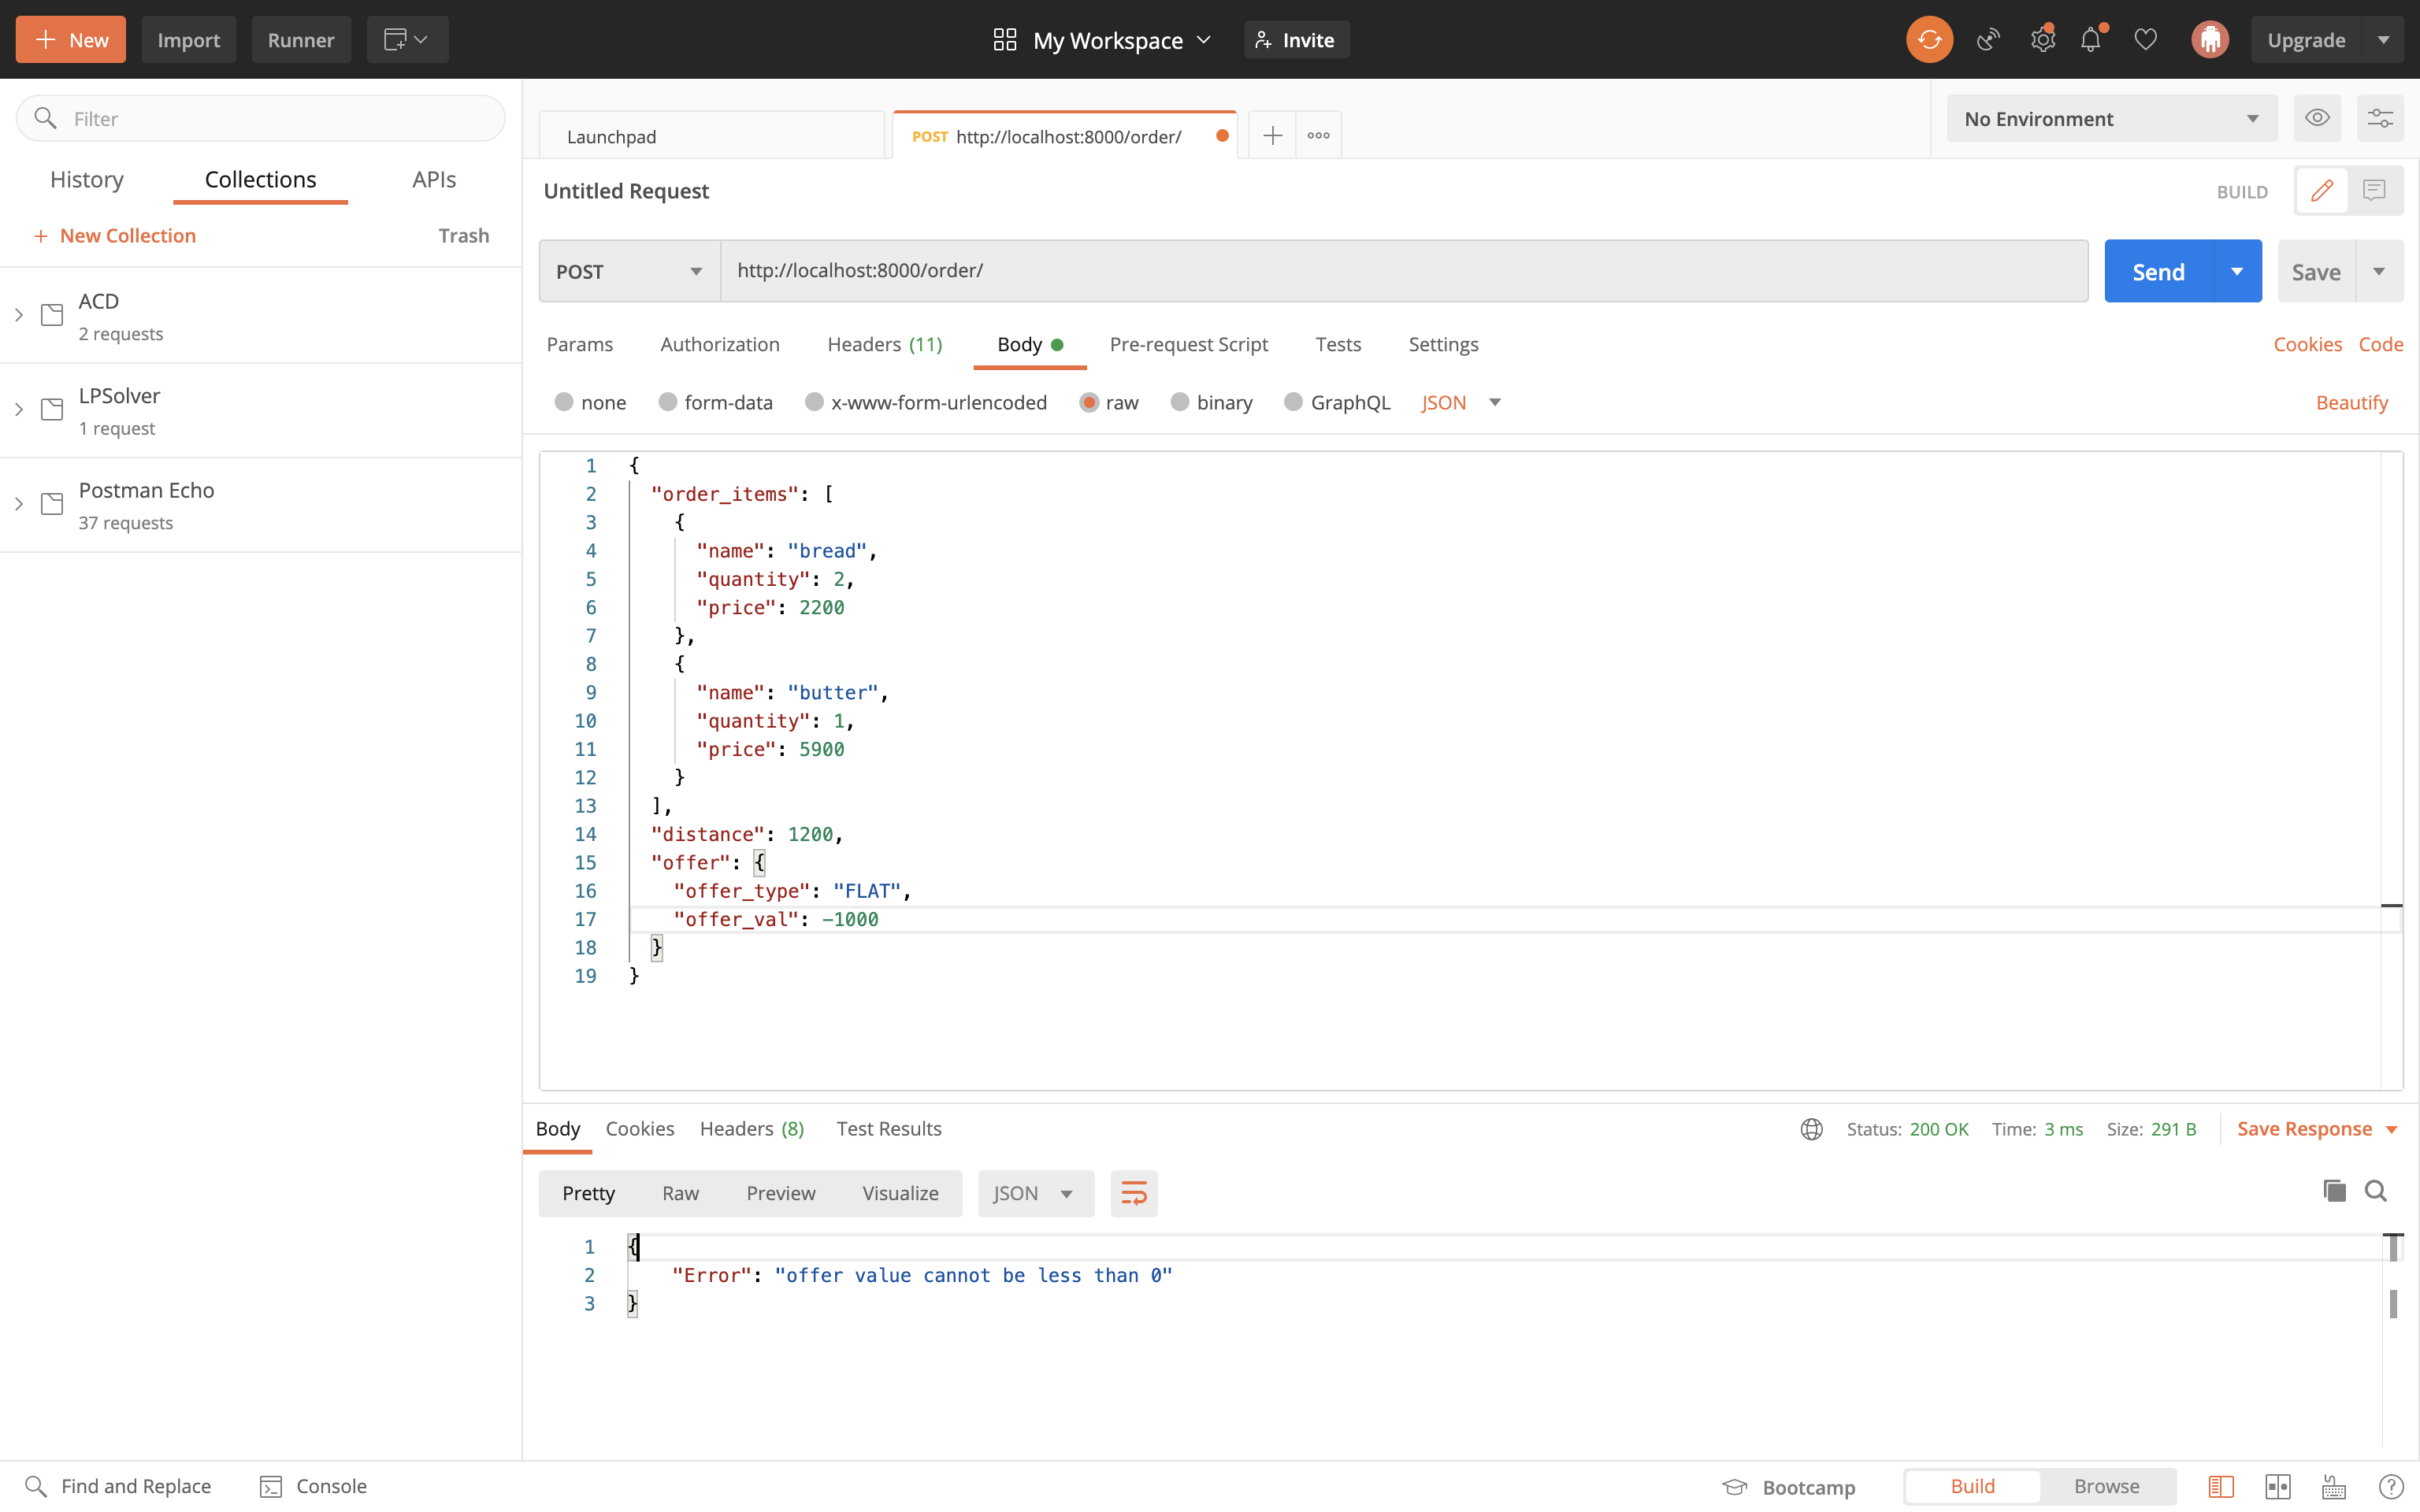 New
Import
Runner
My Workspace
Invite
Upgrade
Filter
History
Collections
APIs
+ New Collection
Trash
ACD
2 requests
LPSolver
1 request
Postman Echo
37 requests
Launchpad
POST http://localhost:8000/order/
No Environment
Untitled Request
BUILD
POST
http://localhost:8000/order/
Send
Save
Params
Authorization
Headers (11)
Body
Pre-request Script
Tests
Settings
Cookies
Code
none
form-data
x-www-form-urlencoded
raw
binary
GraphQL
JSON
Beautify
1 {
2 "order_items": [
3 {
4 "name": "bread",
5 "quantity": 2,
6 "price": 2200
7 },
8 {
9 "name": "butter",
10 "quantity": 1,
11 "price": 5900
12 }
13 ],
14 "distance": 1200,
15 "offer": {
16 "offer_type": "FLAT",
17 "offer_val": -1000
18 }
19 }
Body
Cookies
Headers (8)
Test Results
Status: 200 OK
Time: 3 ms
Size: 291 B
Save Response
Pretty
Raw
Preview
Visualize
JSON
1 {
2 "Error": "offer value cannot be less than 0"
3 }
Find and Replace
Console
Bootcamp
Build
Browse